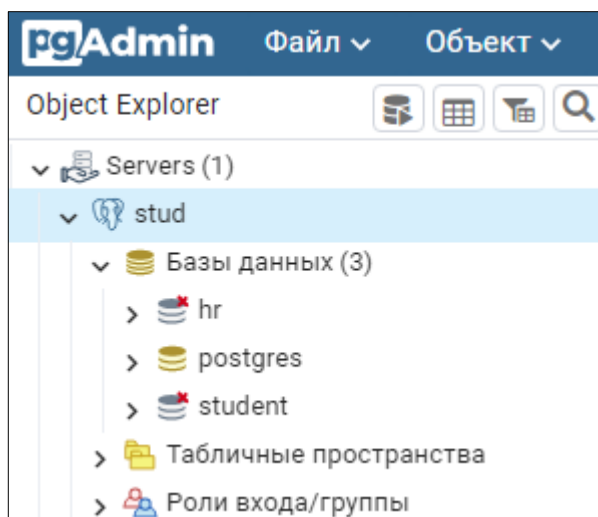 pgAdmin Файл Объект
Object Explorer
Servers (1)
stud
Базы данных (3)
hr
postgres
student
Табличные пространства
Роли входа/группы